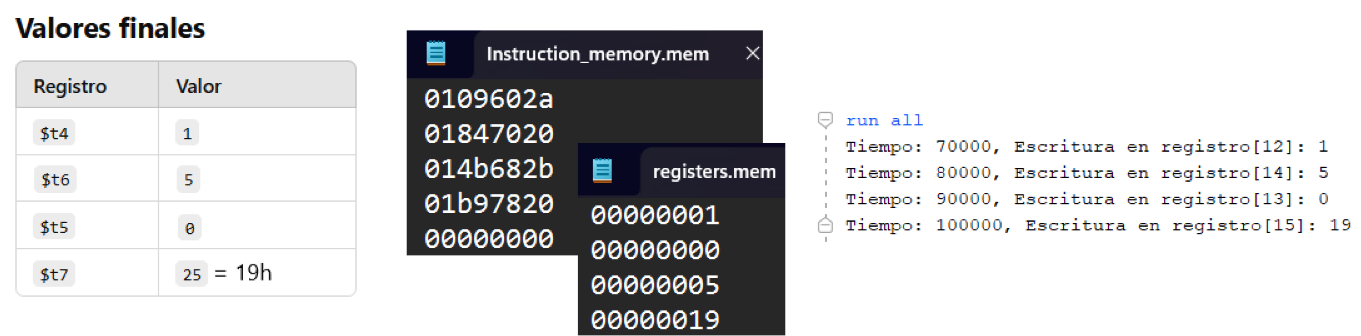 Valores finales
Registro Valor
$t4 1
$t6 5
$t5 0
$t7 25 = 19h
Instruction_memory.mem
0109602a
01847020
014b682b
01b97820
00000000
registers.mem
00000001
00000000
00000005
00000019
run all
Tiempo: 70000, Escritura en registro[12]: 1
Tiempo: 80000, Escritura en registro[14]: 5
Tiempo: 90000, Escritura en registro[13]: 0
Tiempo: 100000, Escritura en registro[15]: 19